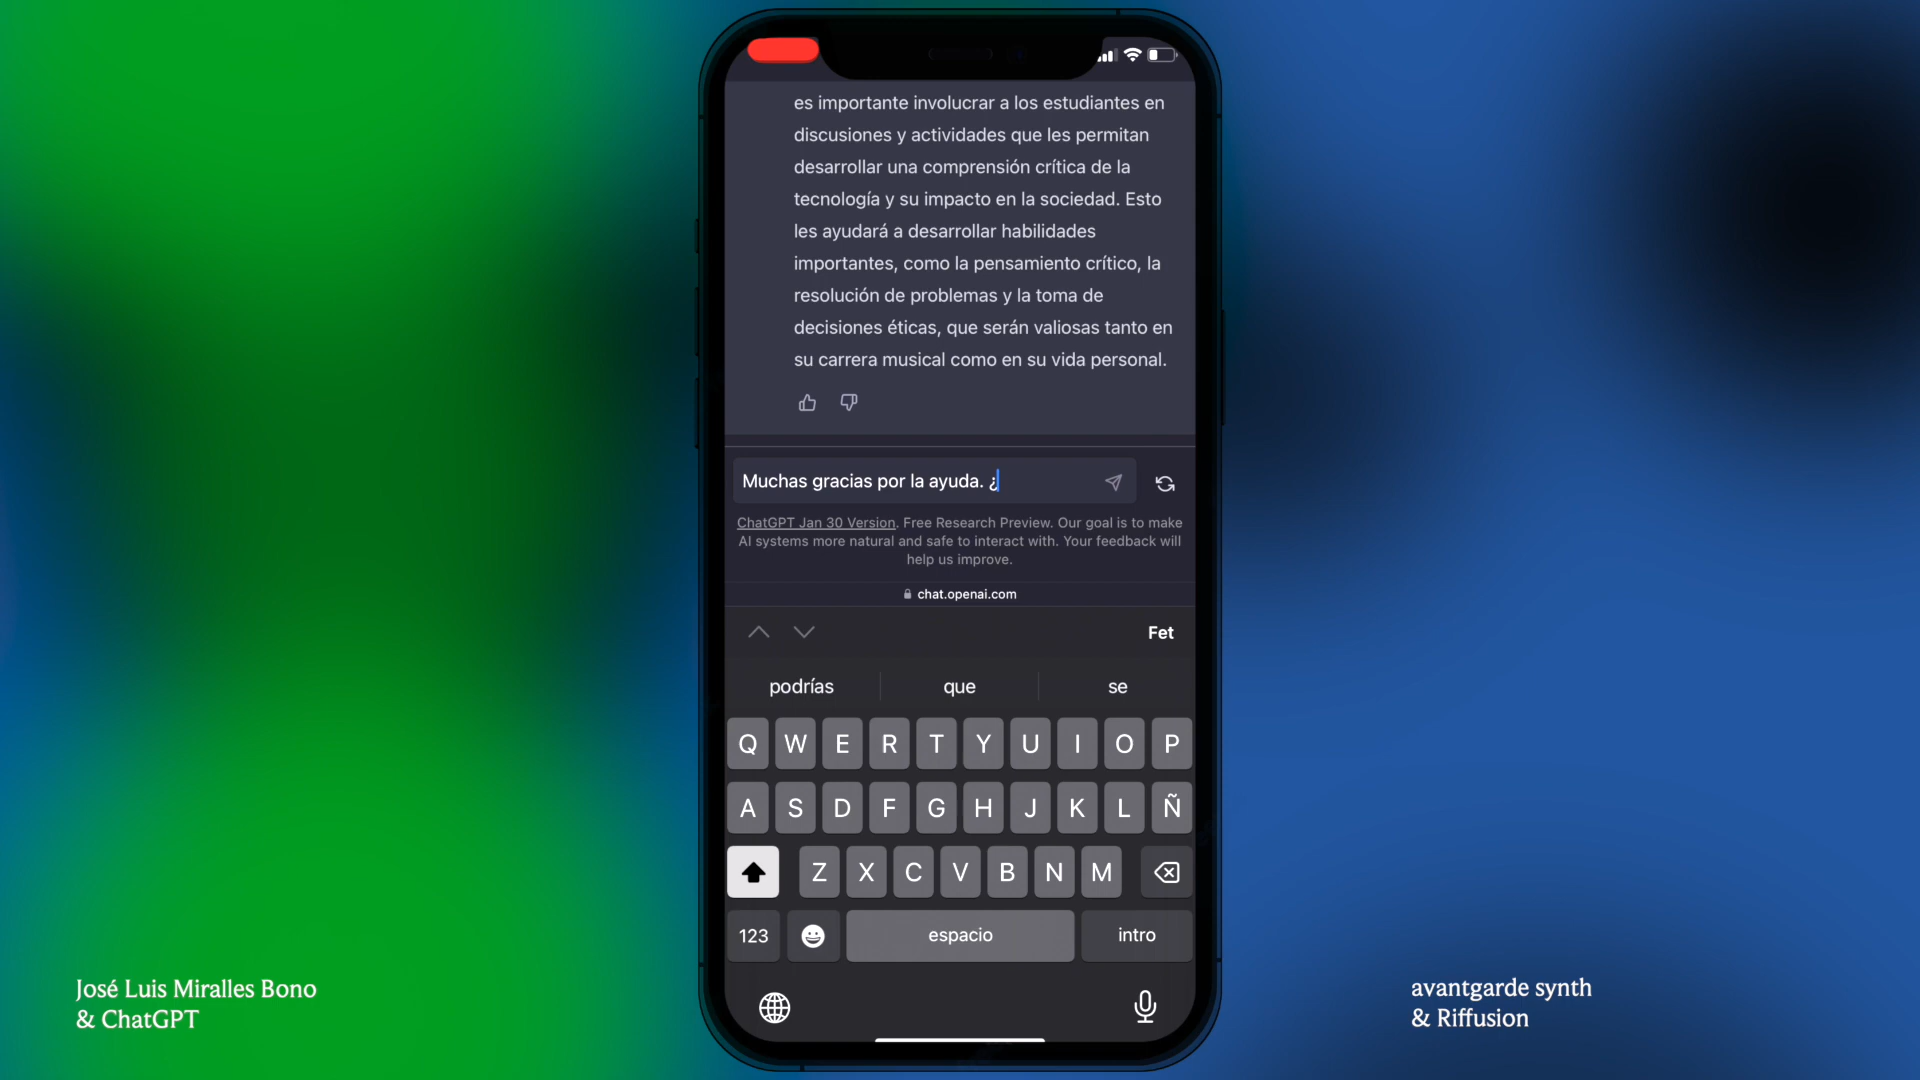 es importante involucrar a los estudiantes en
discusiones y actividades que les permitan
desarrollar una comprensión crítica de la
tecnología y su impacto en la sociedad. Esto
les ayudará a desarrollar habilidades
importantes, como la pensamiento crítico, la
resolución de problemas y la toma de
decisiones éticas, que serán valiosas tanto en
su carrera musical como en su vida personal.
Muchas gracias por la ayuda. ¿
ChatGPT Jan 30 Version. Free Research Preview. Our goal is to make
AI systems more natural and safe to interact with. Your feedback will
help us improve.
chat.openai.com
Fet
podrías que se
Q W E R T Y U I O P
A S D F G H J K L Ñ
Z X C V B N M
123 espacio intro
José Luis Miralles Bono
& ChatGPT
avantgarde synth
& Riffusion